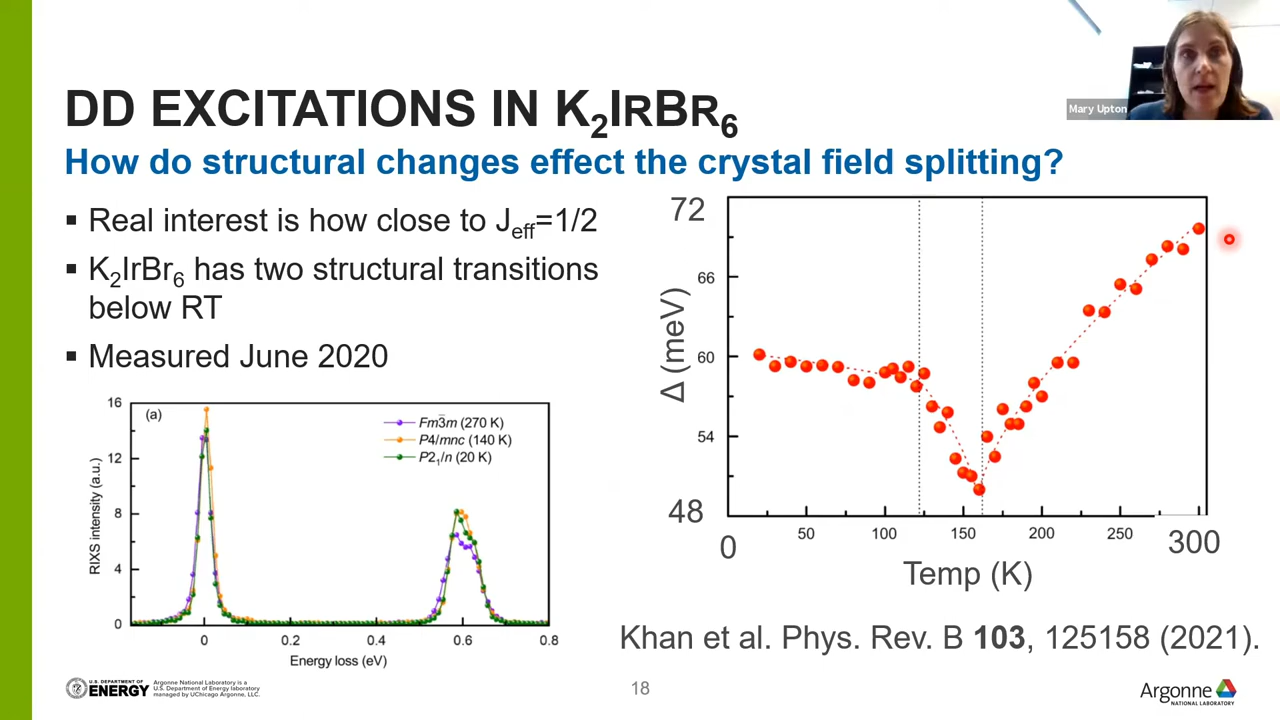 DD EXCITATIONS IN K2IRBR6
Mary Upton
How do structural changes effect the crystal field splitting?
▪ Real interest is how close to Jeff=1/2
▪ K2IrBr6 has two structural transitions
below RT
▪ Measured June 2020
(a)
Fm3̄m (270 K)
P4/mnc (140 K)
P21/n (20 K)
16
12
8
4
0
RIXS intensity (a.u.)
0 0.2 0.4 0.6 0.8
Energy loss (eV)
72
66
60
54
48
Δ (meV)
0 50 100 150 200 250 300
Temp (K)
Khan et al. Phys. Rev. B 103, 125158 (2021).
U.S. DEPARTMENT OF
ENERGY
Argonne National Laboratory is a
U.S. Department of Energy laboratory
managed by UChicago Argonne, LLC.
18
Argonne
NATIONAL LABORATORY